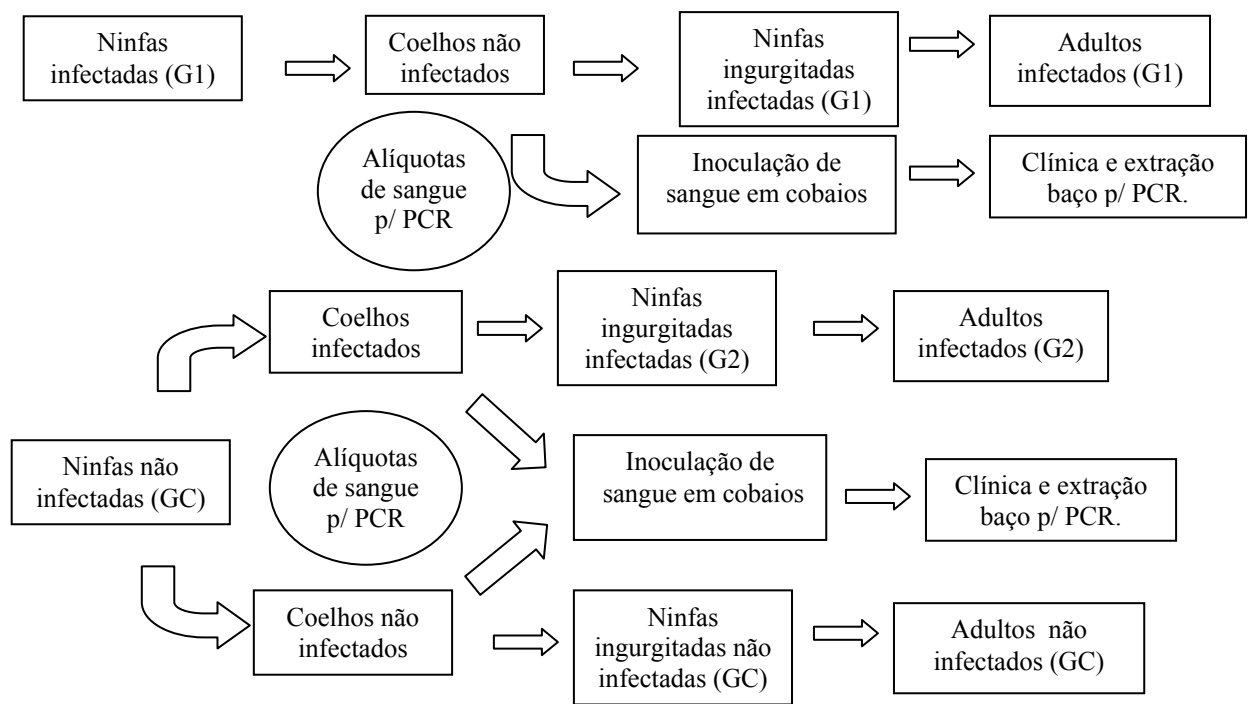 Ninfas
infectadas (G1)
Coelhos não
infectados
Ninfas
ingurgitadas
infectadas (G1)
Adultos
infectados (G1)
Alíquotas
de sangue
p/ PCR
Inoculação de
sangue em cobaios
Clínica e extração
baço p/ PCR.
Coelhos
infectados
Ninfas
ingurgitadas
infectadas (G2)
Adultos
infectados (G2)
Ninfas não
infectadas (GC)
Alíquotas
de sangue
p/ PCR
Inoculação de
sangue em cobaios
Clínica e extração
baço p/ PCR.
Coelhos não
infectados
Ninfas
ingurgitadas não
infectadas (GC)
Adultos não
infectados (GC)